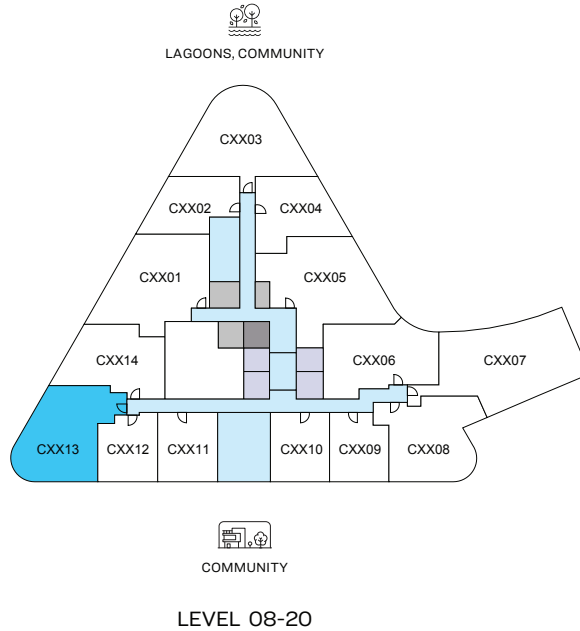 LAGOONS, COMMUNITY
CXX03
CXX02
CXX04
CXX01
CXX05
CXX14
CXX06
CXX07
CXX13
CXX12
CXX11
CXX10
CXX09
CXX08
COMMUNITY
LEVEL 08-20